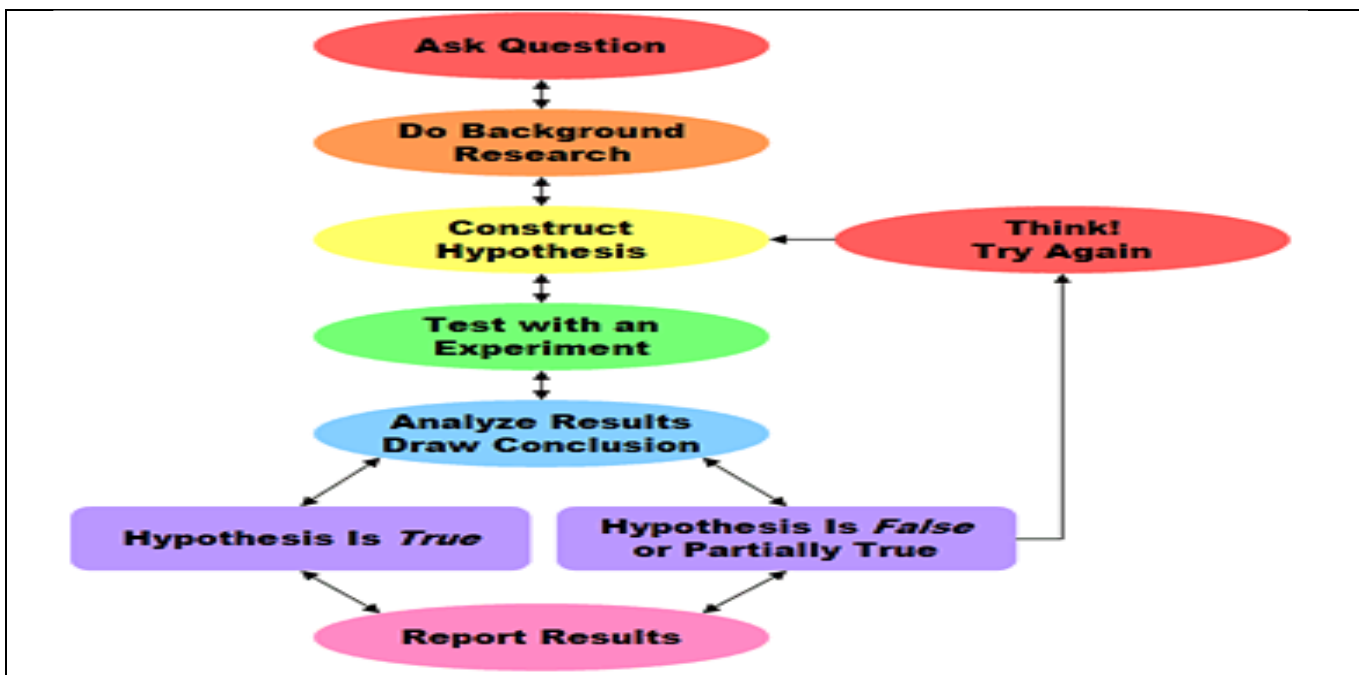 Ask Question
Do Background
Research
Construct
Hypothesis
Think!
Try Again
Test with an
Experiment
Analyze Results
Draw Conclusion
Hypothesis Is True
Hypothesis Is False
or Partially True
Report Results